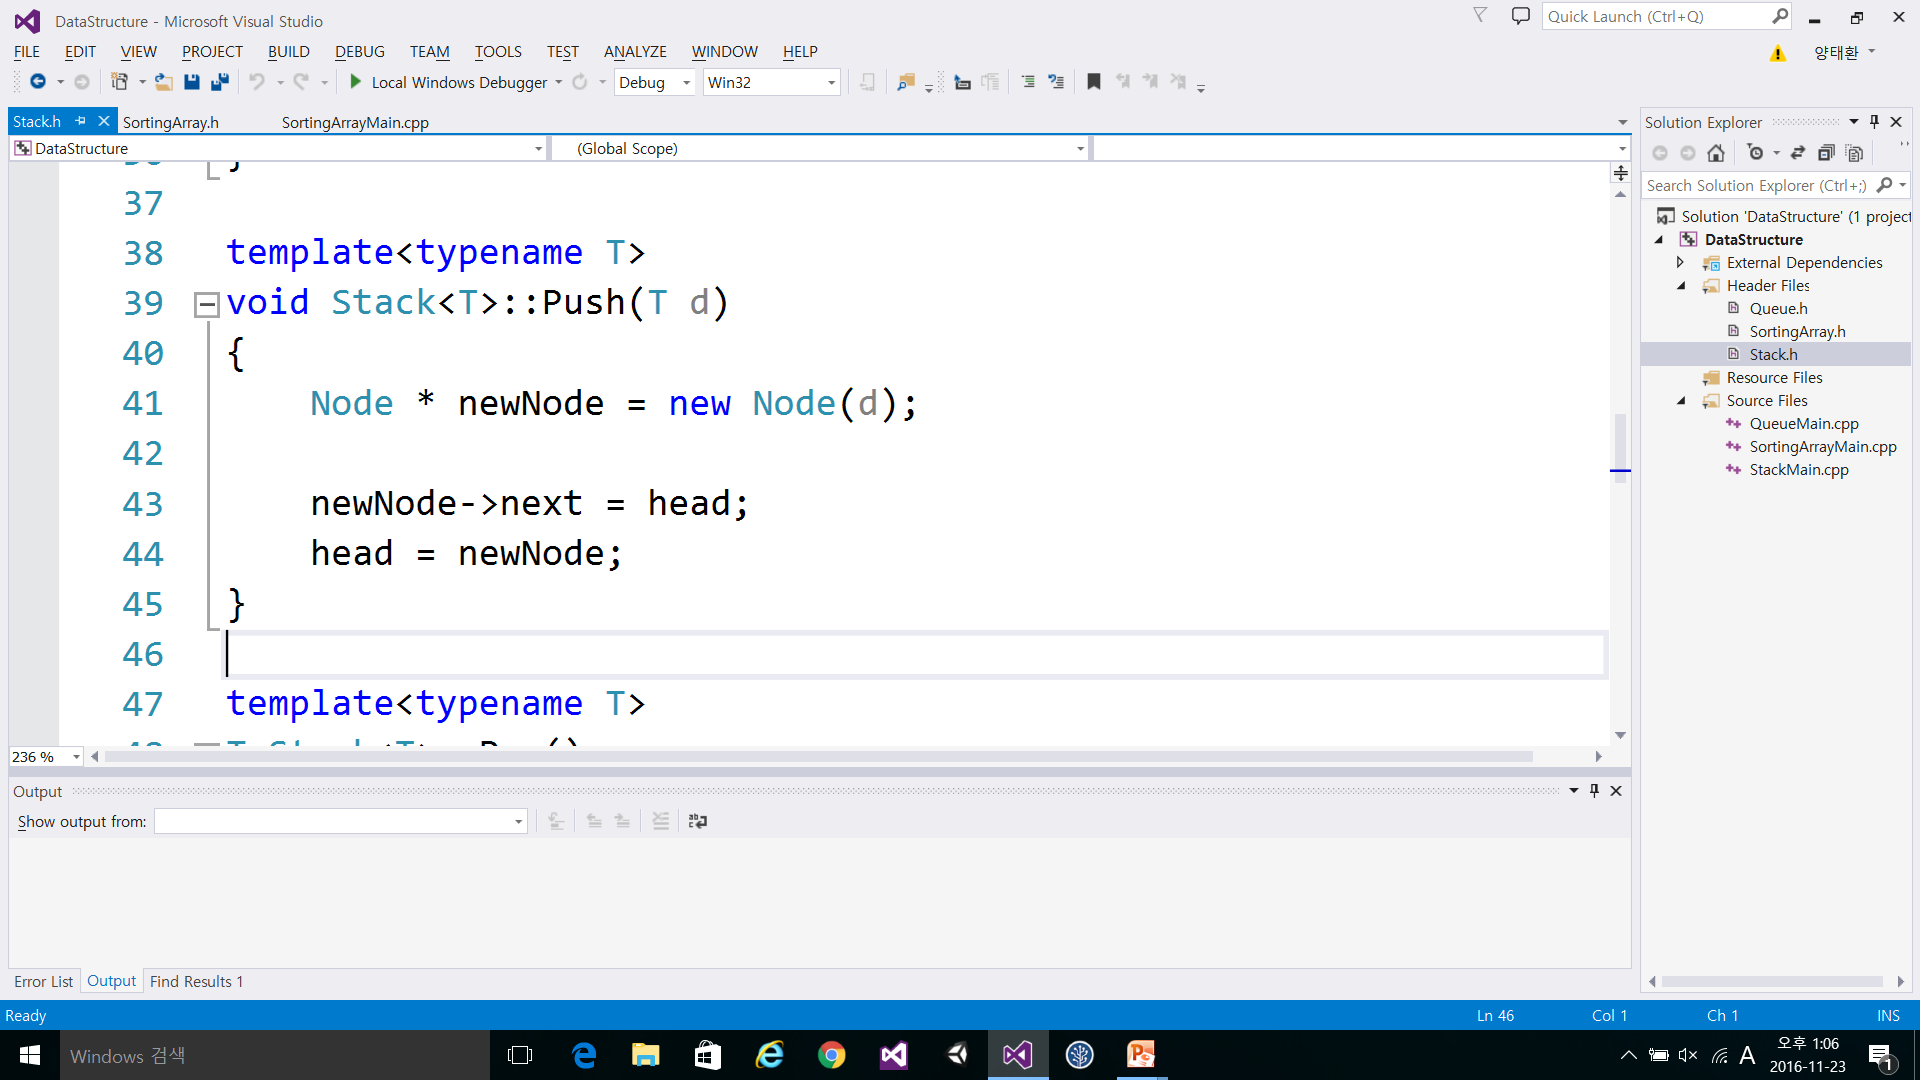 DataStructure - Microsoft Visual Studio
Quick Launch (Ctrl+Q)
FILE EDIT VIEW PROJECT BUILD DEBUG TEAM TOOLS TEST ANALYZE WINDOW HELP
양태환
Local Windows Debugger Debug Win32
Stack.h SortingArray.h SortingArrayMain.cpp
DataStructure (Global Scope)
37
38 template<typename T>
39 void Stack<T>::Push(T d)
40 {
41 Node * newNode = new Node(d);
42
43 newNode->next = head;
44 head = newNode;
45 }
46
47 template<typename T>
236 %
Output
Show output from:
Error List Output Find Results 1
Solution Explorer
Search Solution Explorer (Ctrl+;)
Solution 'DataStructure' (1 project
DataStructure
External Dependencies
Header Files
Queue.h
SortingArray.h
Stack.h
Resource Files
Source Files
QueueMain.cpp
SortingArrayMain.cpp
StackMain.cpp
Ready Ln 46 Col 1 Ch 1 INS
Windows 검색
A
오후 1:06
2016-11-23
1